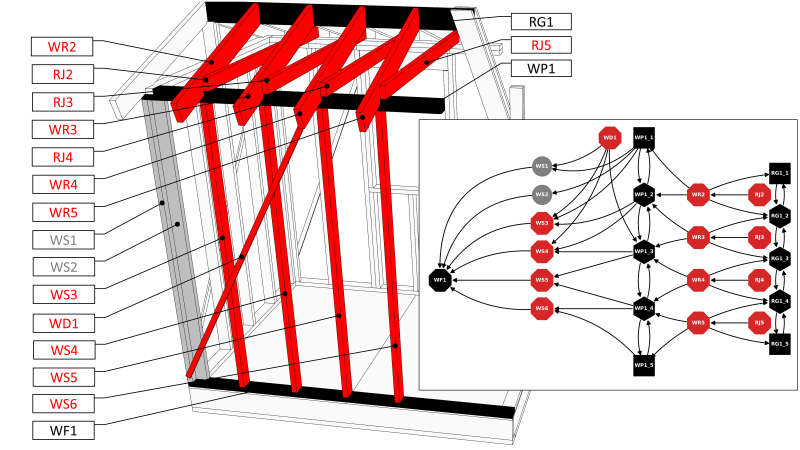 RG1
WR2
RJ5
RJ2
WP1
RJ3
WR3
RJ4
WR4
WR5
WS1
WS2
WS3
WD1
WS4
WS5
WS6
WF1
WD1
WP1_1
WS1
RG1_1
WS2
WP1_2
WR2
RJ2
RG1_2
WS3
WR3
RJ3
WS4
WP1_3
RG1_3
WF1
WS5
WR4
RJ4
RG1_4
WS6
WP1_4
WR5
RJ5
RG1_5
WP1_5